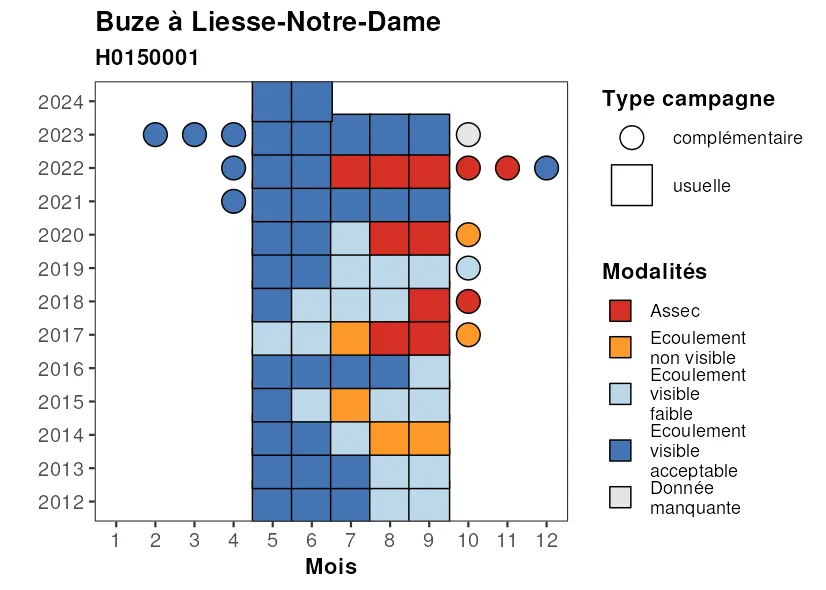 Buze à Liesse-Notre-Dame
H0150001
2024
2023
2022
2021
2020
2019
2018
2017
2016
2015
2014
2013
2012
1 2 3 4 5 6 7 8 9 10 11 12
Mois
Type campagne
complémentaire
usuelle
Modalités
Assec
Ecoulement
non visible
Ecoulement
visible
faible
Ecoulement
visible
acceptable
Donnée
manquante